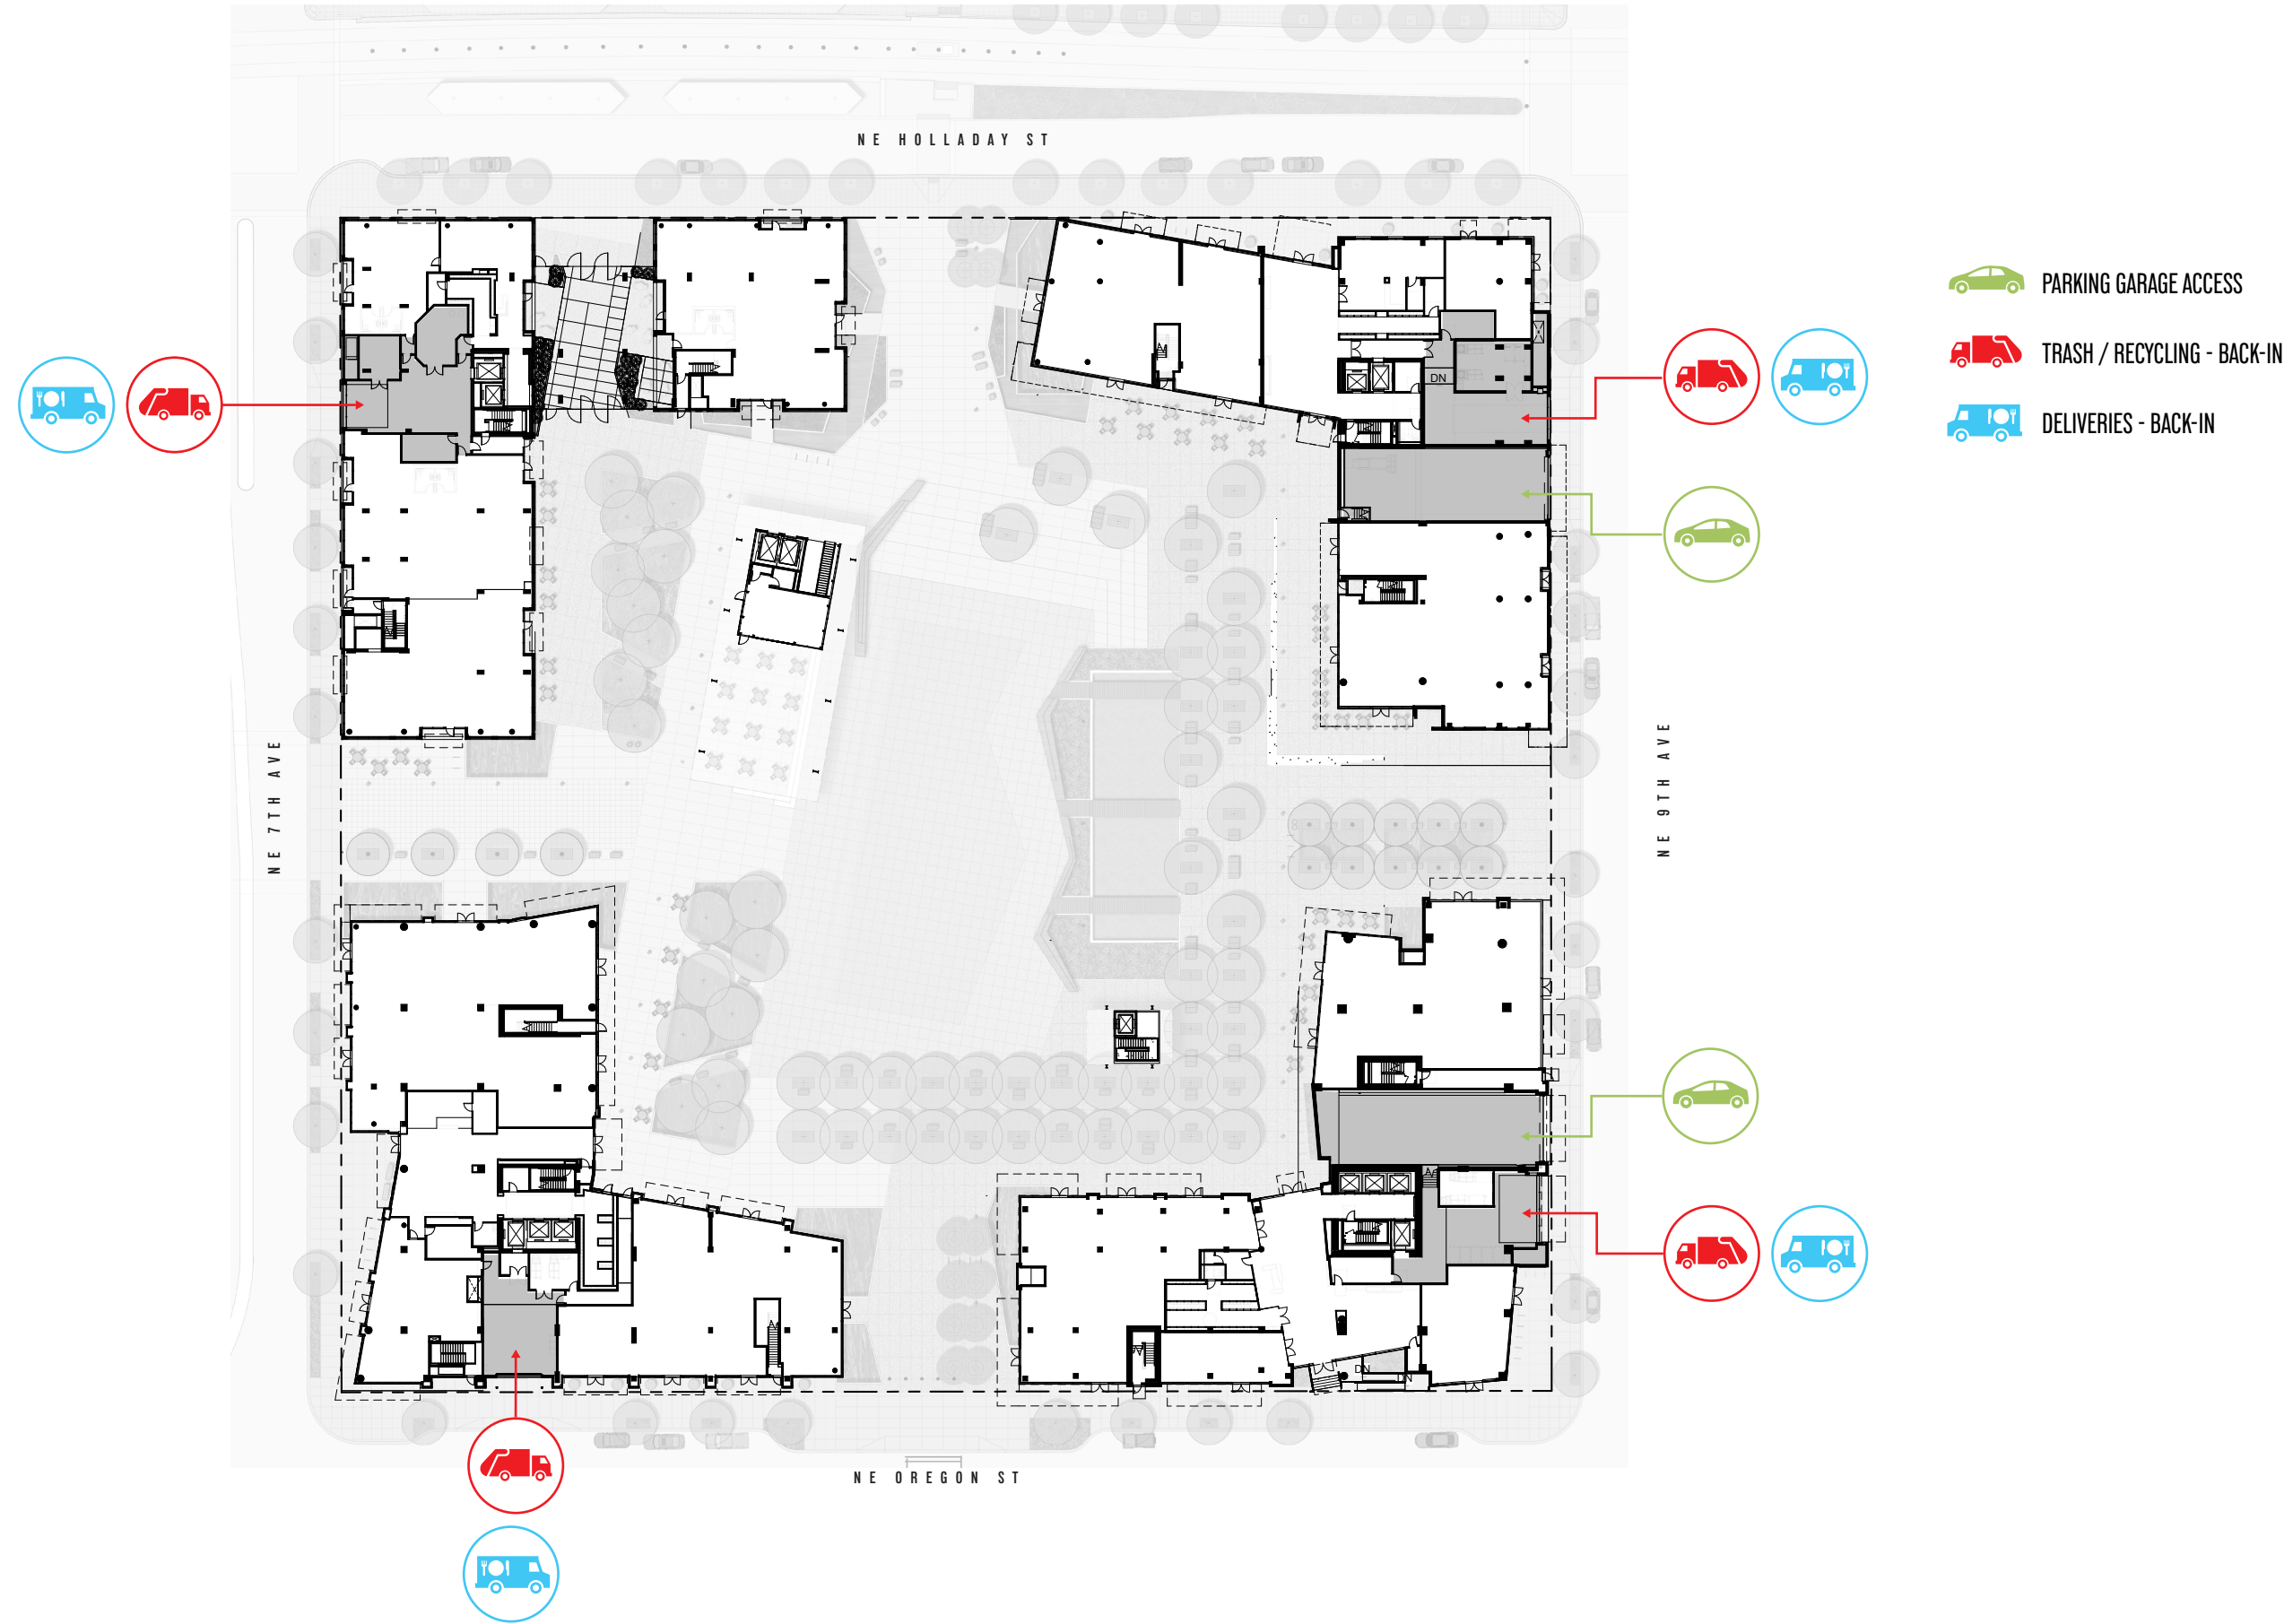 NE HOLLADAY ST
PARKING GARAGE ACCESS
TRASH / RECYCLING - BACK-IN
DELIVERIES - BACK-IN
DN
NE 7TH AVE
NE 9TH AVE
DN
NE OREGON ST